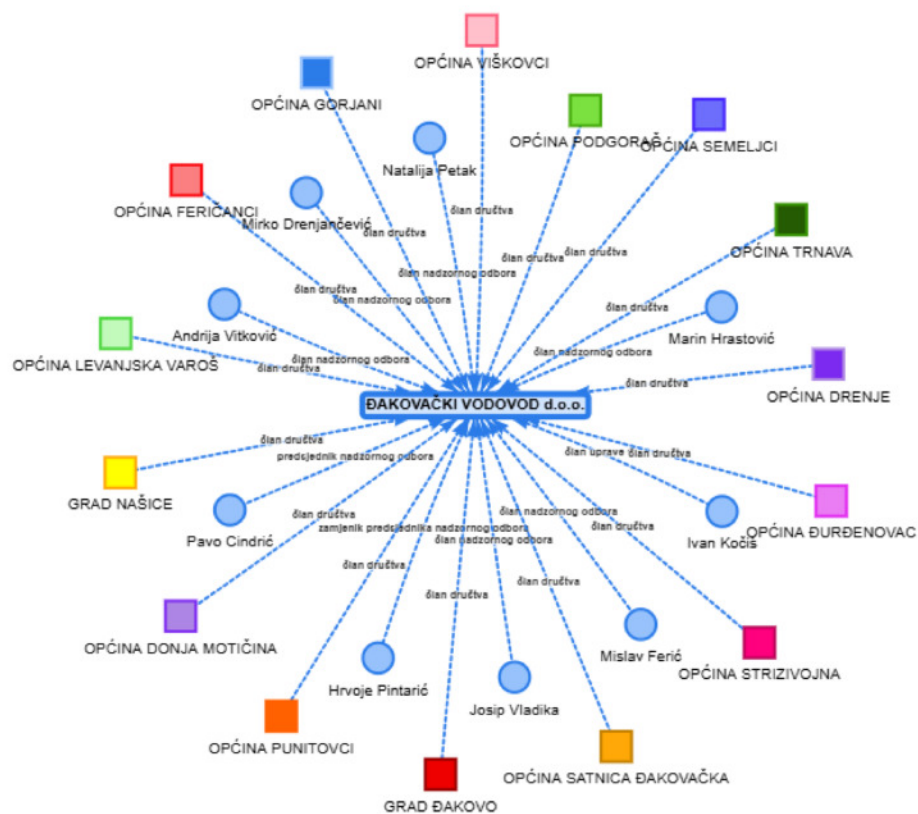 OPĆINA VIŠKOVCI
OPĆINA GORJANI
OPĆINA PODGORAČ
OPĆINA SEMELJCI
Natalija Petak
OPĆINA FERIČANCI
Mirko Drenjančević
član društva
član društva
OPĆINA TRNAVA
član društva
član društva
član nadzornog odbora
član društva
član nadzornog odbora
član društva
Andrija Vitković
Marin Hrastović
član nadzornog odbora
član nadzornog odbora
OPĆINA LEVANJSKA VAROŠ
član društva
član društva
OPĆINA DRENJE
ĐAKOVAČKI VODOVOD d.o.o.
član društva
predsjednik nadzornog odbora
član uprave
član društva
GRAD NAŠICE
član društva
zamjenik predsjednika nadzornog odbora
član nadzornog odbora
član društva
OPĆINA ĐURĐENOVAC
Pavo Cindrić
Ivan Kočiš
član nadzornog odbora
član društva
član društva
član društva
OPĆINA DONJA MOTIČINA
Mislav Ferić
OPĆINA STRIZIVOJNA
Hrvoje Pintarić
Josip Vladika
OPĆINA PUNITOVCI
OPĆINA SATNICA ĐAKOVAČKA
GRAD ĐAKOVO